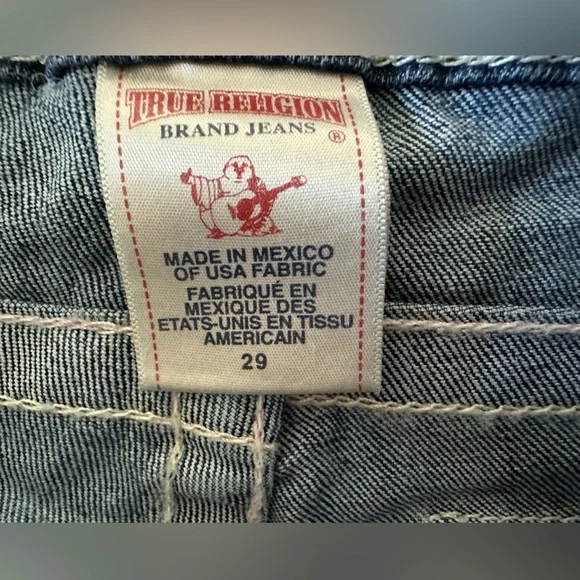 TRUE RELIGION
BRAND JEANS ®
MADE IN MEXICO
OF USA FABRIC
FABRIQUÉ EN
MEXIQUE DES
ETATS-UNIS EN TISSU
AMERICAIN
29